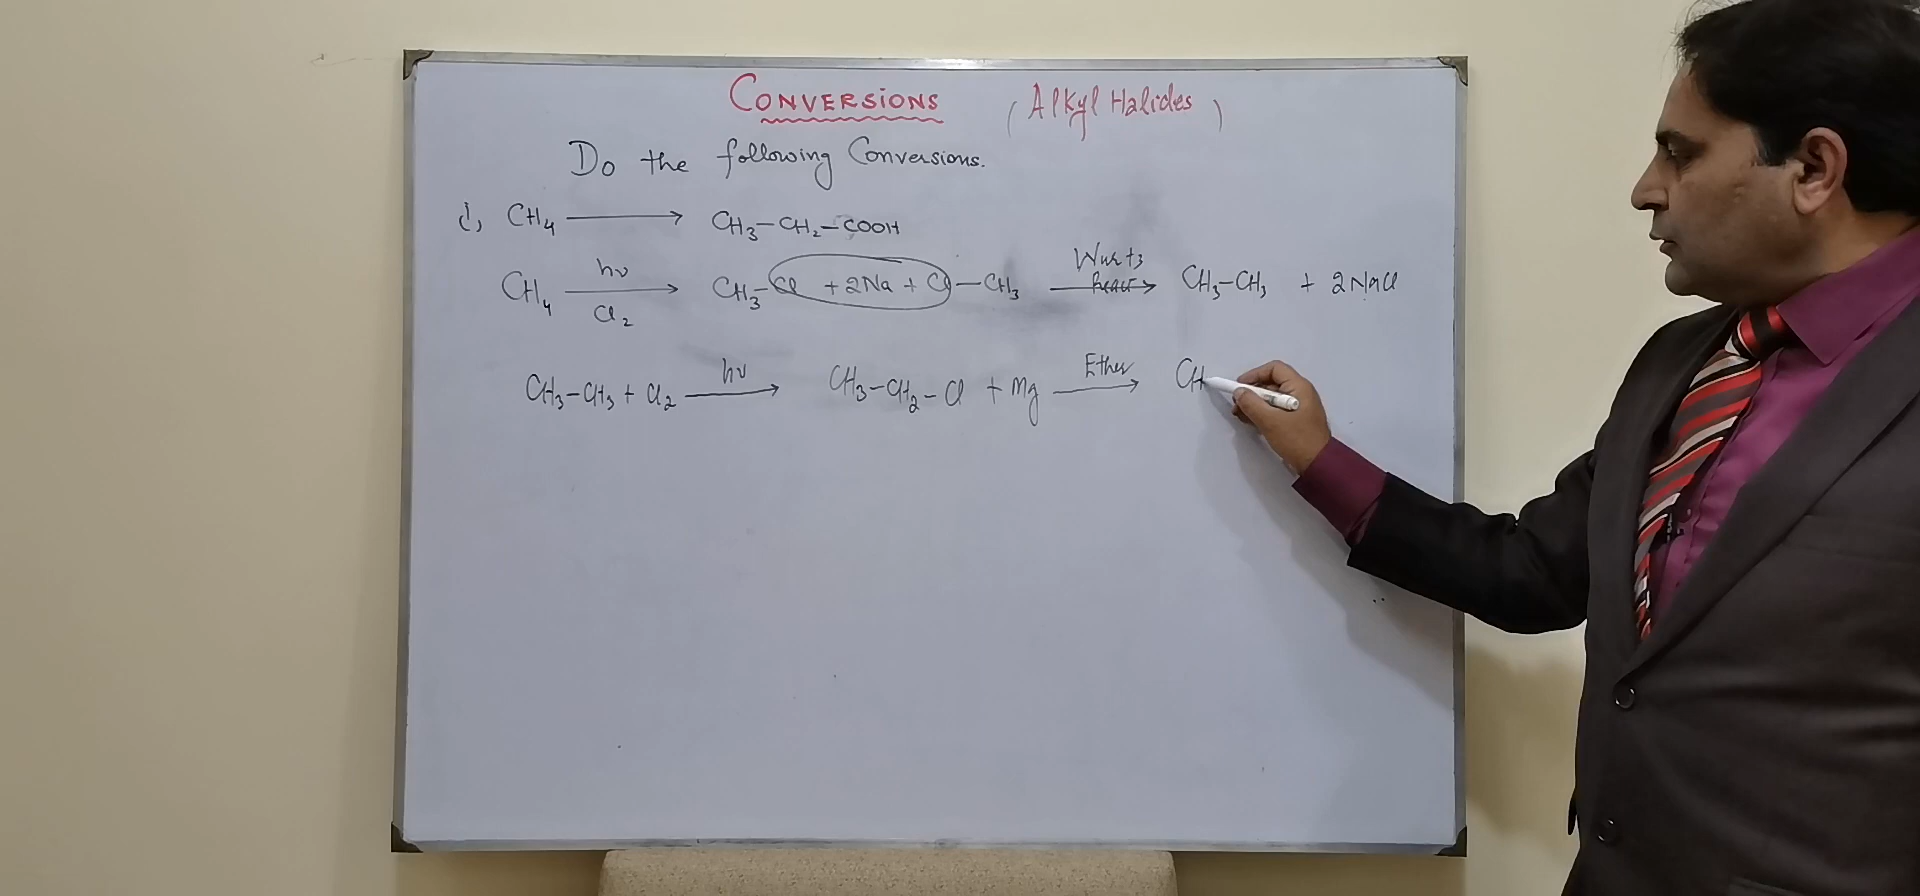 CONVERSIONS (Alkyl Halides)
Do the following Conversions.
i, CH₄ ⟶ CH₃-CH₂-COOH
CH₄ hν ⟶ Cl₂ CH₃-Cl + 2Na + Cl-CH₃ Wurtz ⟶ CH₃-CH₃ + 2NaCl
CH₃-CH₃ + Cl₂ hν ⟶ CH₃-CH₂-Cl + Mg Ether ⟶ CH